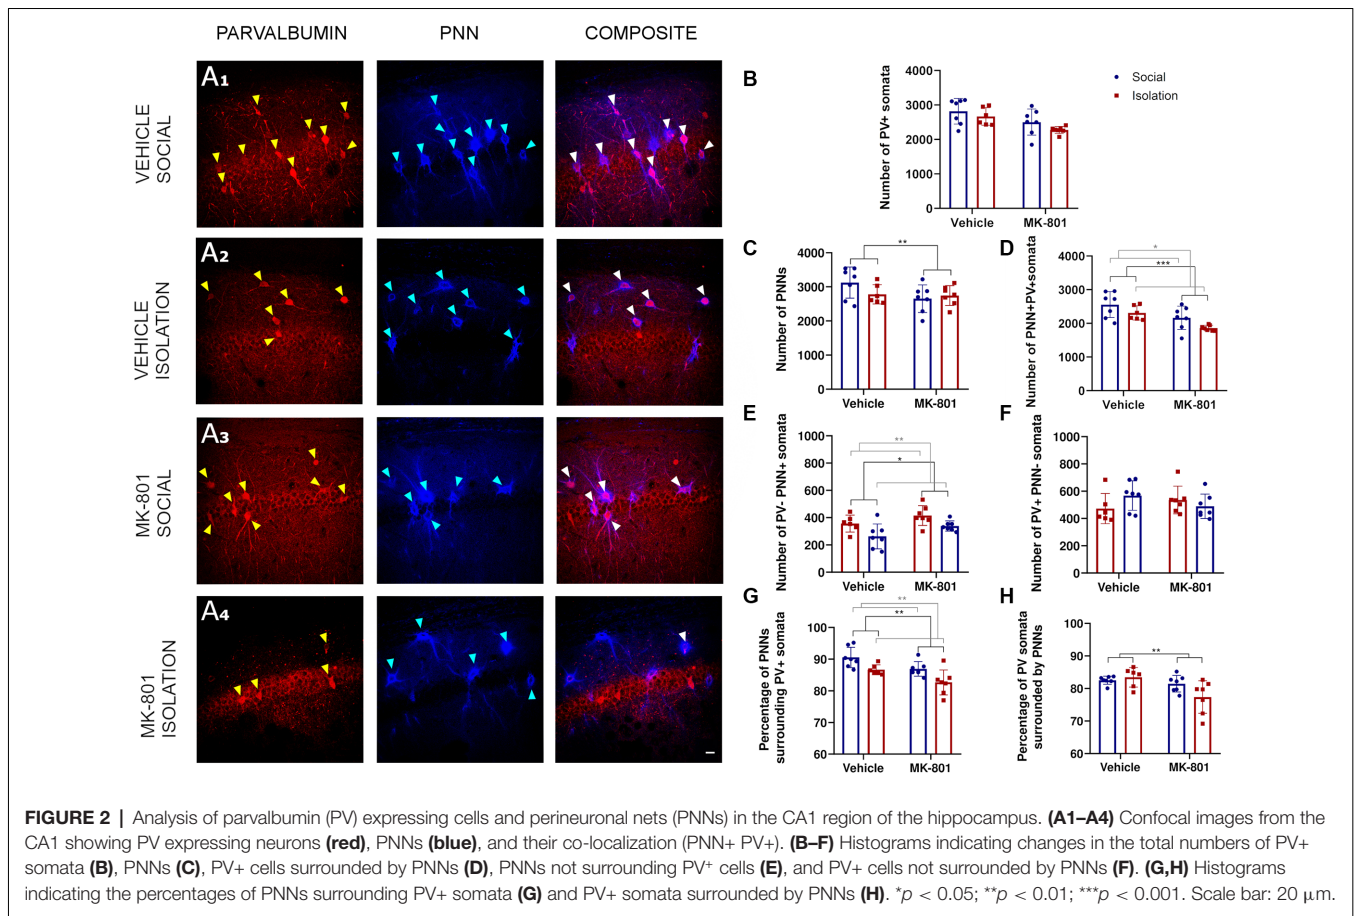 PARVALBUMIN PNN COMPOSITE
VEHICLE
SOCIAL
A1
VEHICLE
ISOLATION
A2
MK-801
SOCIAL
A3
MK-801
ISOLATION
A4
B
Number of PV+ somata
4000
3000
2000
1000
0
Vehicle MK-801
Social
Isolation
C
Number of PNNs
4000
3000
2000
1000
0
**
Vehicle MK-801
D
Number of PNN+PV+somata
4000
3000
2000
1000
0
*
***
Vehicle MK-801
E
Number of PV- PNN+ somata
1000
800
600
400
200
0
**
*
Vehicle MK-801
F
Number of PV+ PNN- somata
1000
800
600
400
200
0
Vehicle MK-801
G
Percentage of PNNs
surrounding PV+ somata
100
90
80
70
60
**
**
Vehicle MK-801
H
Percentage of PV somata
surrounded by PNNs
100
90
80
70
60
**
Vehicle MK-801
FIGURE 2 | Analysis of parvalbumin (PV) expressing cells and perineuronal nets (PNNs) in the CA1 region of the hippocampus. (A1–A4) Confocal images from the
CA1 showing PV expressing neurons (red), PNNs (blue), and their co-localization (PNN+ PV+). (B–F) Histograms indicating changes in the total numbers of PV+
somata (B), PNNs (C), PV+ cells surrounded by PNNs (D), PNNs not surrounding PV⁺ cells (E), and PV+ cells not surrounded by PNNs (F). (G,H) Histograms
indicating the percentages of PNNs surrounding PV+ somata (G) and PV+ somata surrounded by PNNs (H). *p < 0.05; **p < 0.01; ***p < 0.001. Scale bar: 20 μm.